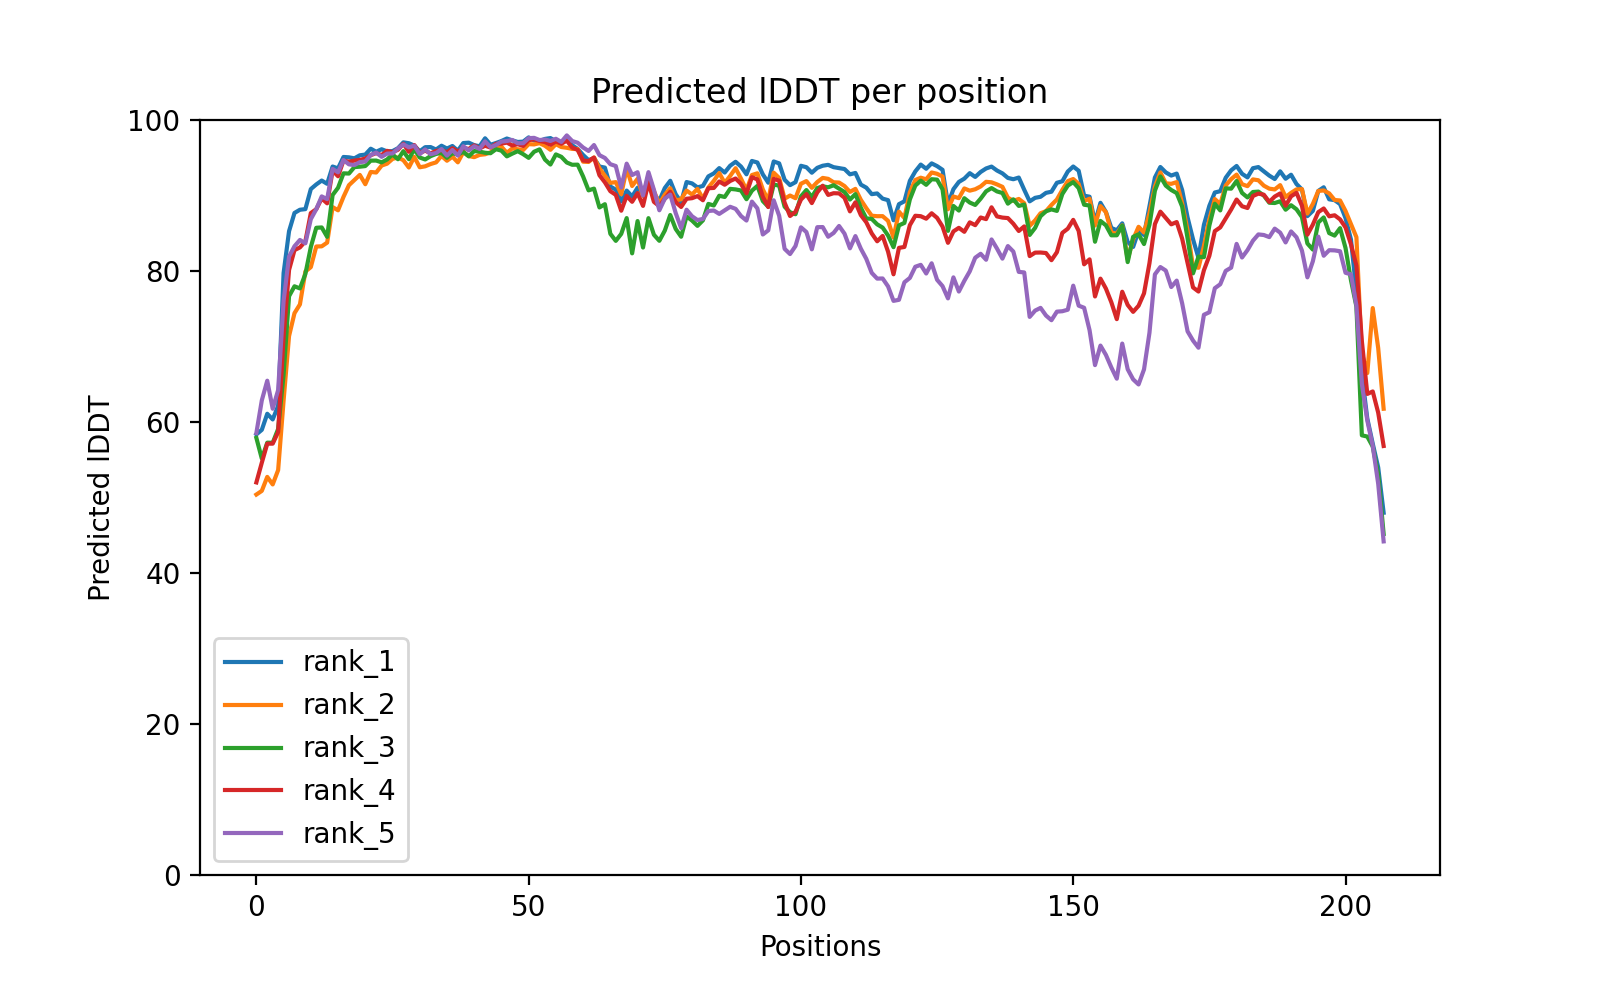 Predicted lDDT per position
100
80
60
40
20
0
Predicted lDDT
rank_1
rank_2
rank_3
rank_4
rank_5
0 50 100 150 200
Positions